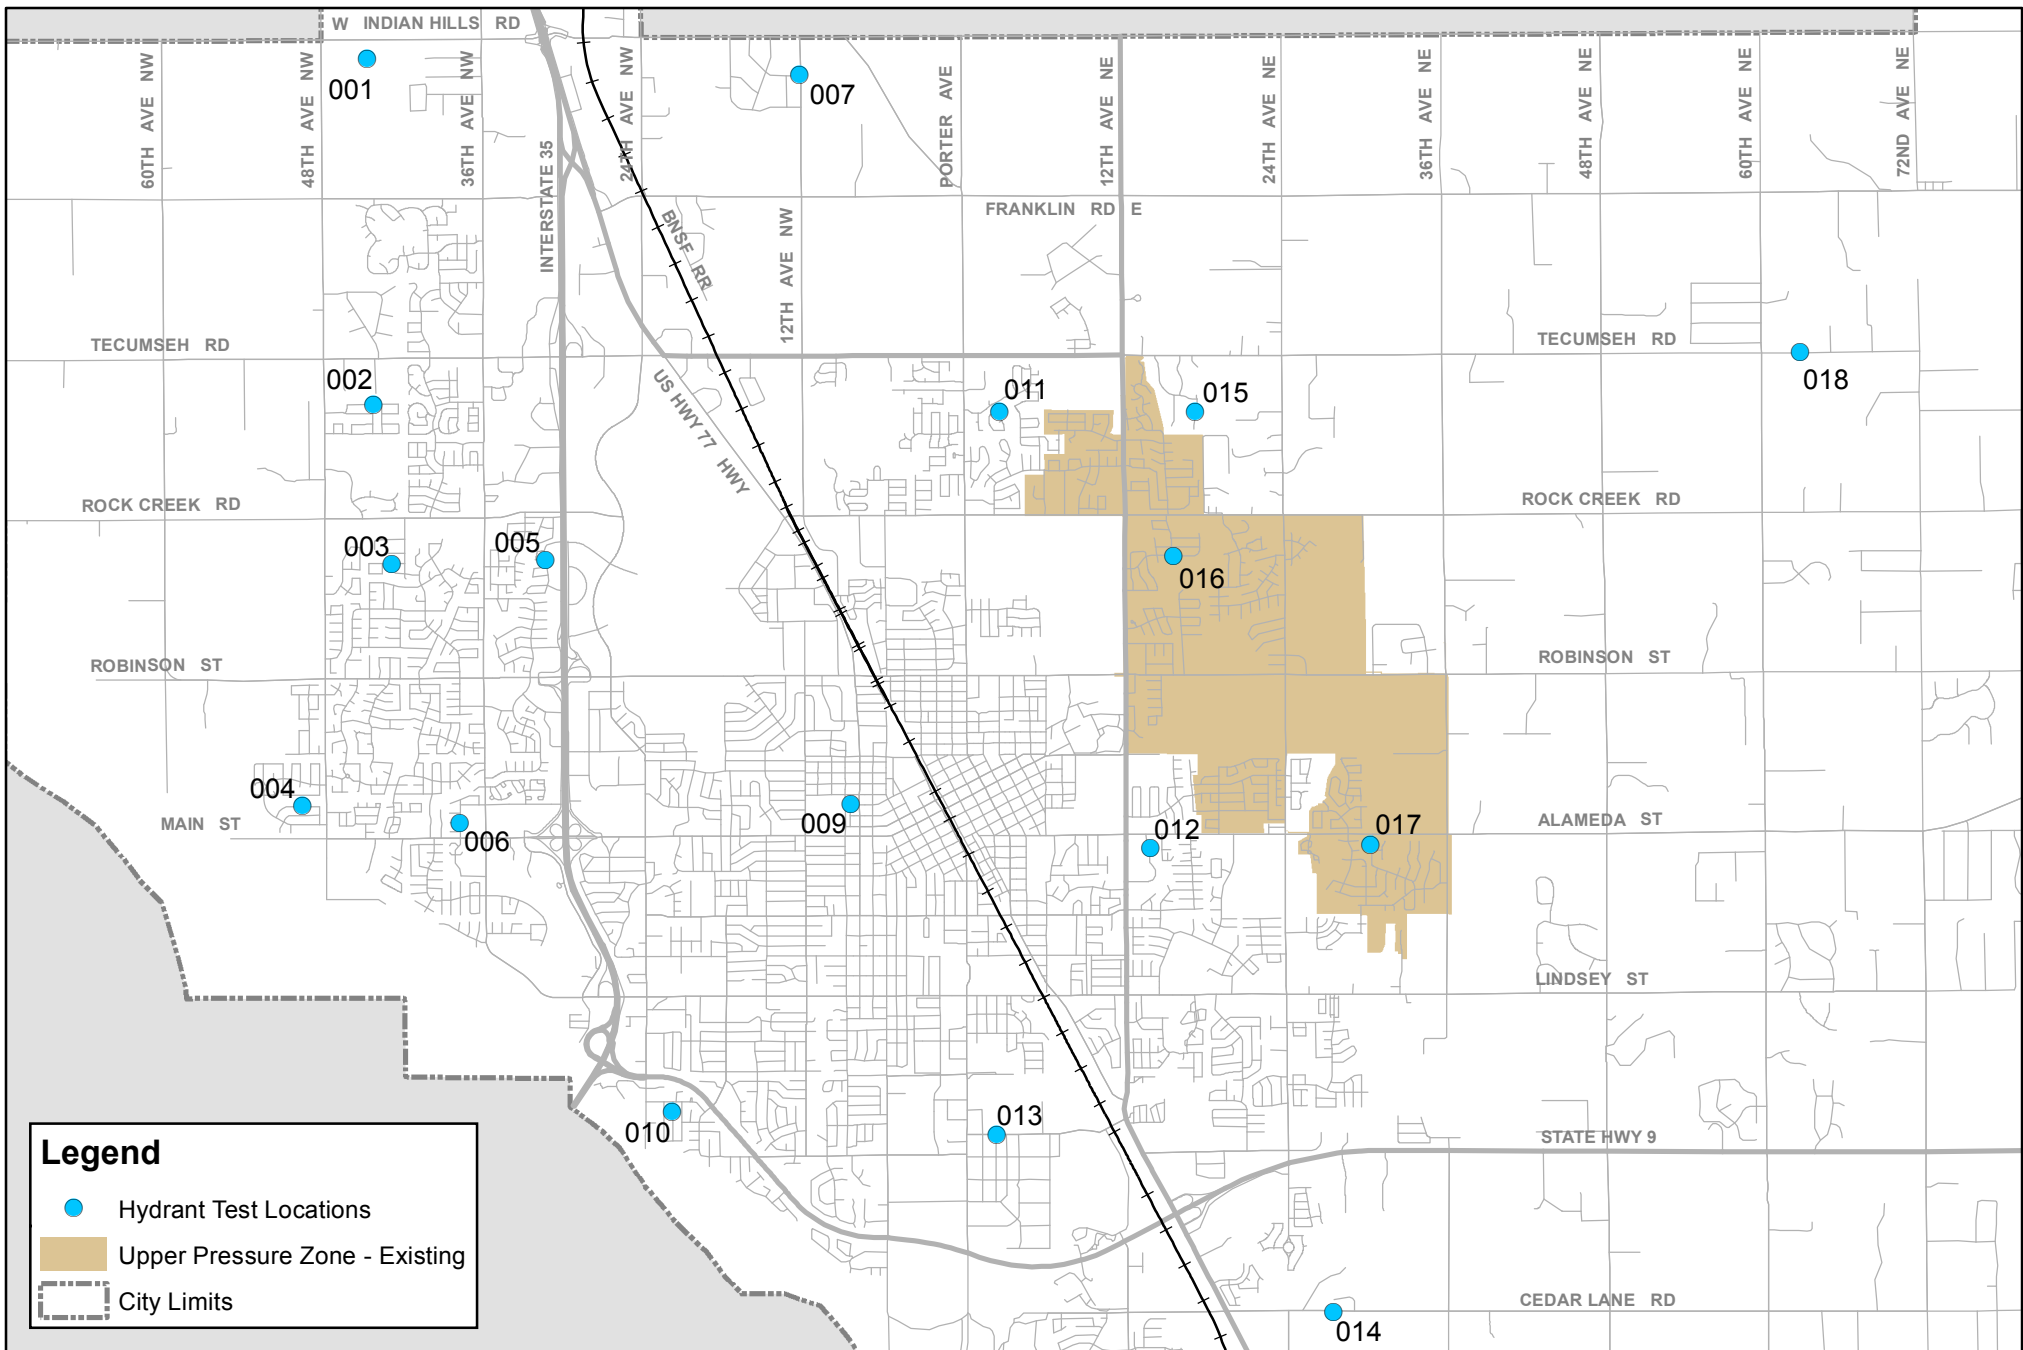 W INDIAN HILLS RD
001
007
60TH AVE NW
48TH AVE NW
36TH AVE NW
INTERSTATE 35
24TH AVE NW
BNSF RR
12TH AVE NW
PORTER AVE
12TH AVE NE
24TH AVE NE
36TH AVE NE
48TH AVE NE
60TH AVE NE
72ND AVE NE
FRANKLIN RD E
TECUMSEH RD
TECUMSEH RD
002
US HWY 77 HWY
011
015
018
ROCK CREEK RD
ROCK CREEK RD
003
005
016
ROBINSON ST
ROBINSON ST
004
MAIN ST
006
009
012
017
ALAMEDA ST
LINDSEY ST
010
013
STATE HWY 9
CEDAR LANE RD
014
Legend
Hydrant Test Locations
Upper Pressure Zone - Existing
City Limits